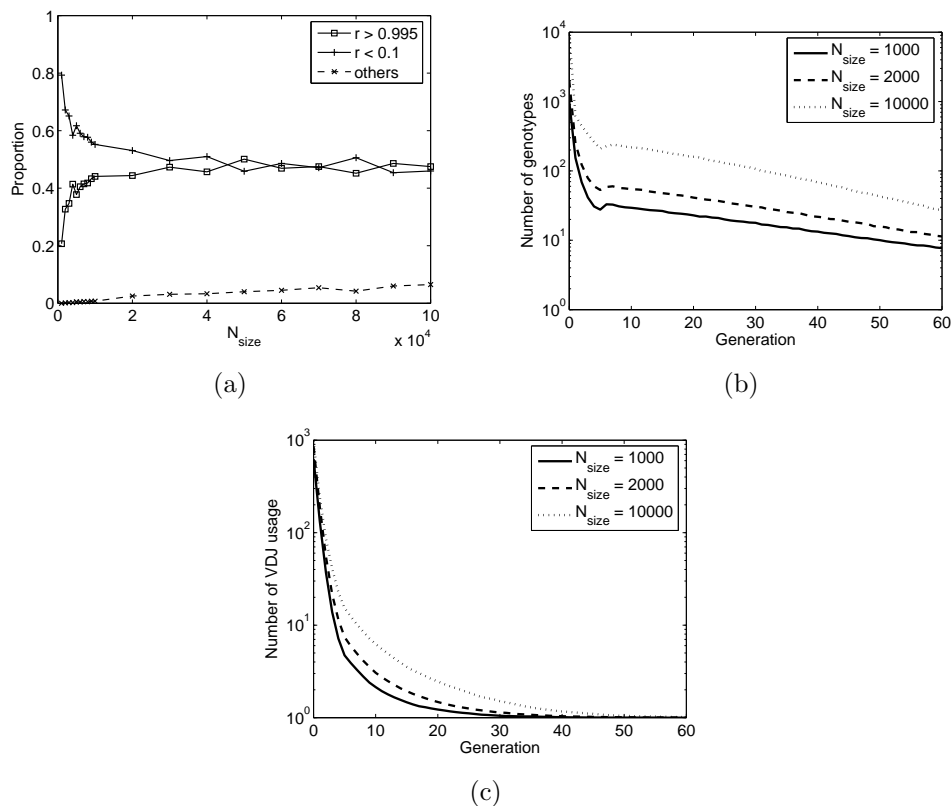 1
0.8
0.6
0.4
0.2
0
Proportion
0 2 4 6 8 10
x 10^4
N_size
r > 0.995
r < 0.1
others
(a)
10^4
10^3
10^2
10^1
10^0
Number of genotypes
0 10 20 30 40 50 60
Generation
N_size = 1000
N_size = 2000
N_size = 10000
(b)
10^3
10^2
10^1
10^0
Number of VDJ usage
0 10 20 30 40 50 60
Generation
N_size = 1000
N_size = 2000
N_size = 10000
(c)